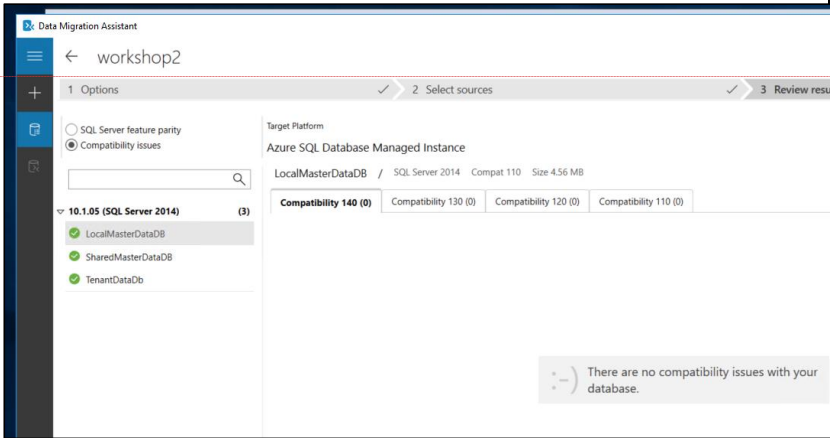 Data Migration Assistant
workshop2
1 Options
2 Select sources
3 Review resu
SQL Server feature parity
Compatibility issues
Target Platform
Azure SQL Database Managed Instance
LocalMasterDataDB / SQL Server 2014 Compat 110 Size 4.56 MB
Compatibility 140 (0)
Compatibility 130 (0)
Compatibility 120 (0)
Compatibility 110 (0)
10.1.05 (SQL Server 2014) (3)
LocalMasterDataDB
SharedMasterDataDB
TenantDataDb
:-)
There are no compatibility issues with your
database.